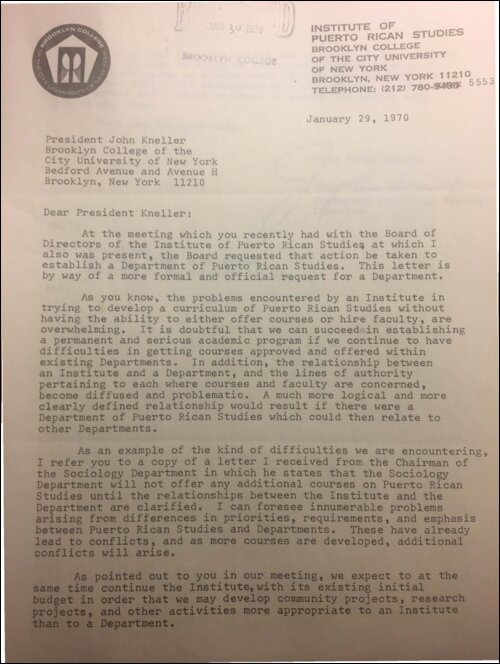 JAN 30 1970
BROOKLYN COLLEGE
INSTITUTE OF
PUERTO RICAN STUDIES
BROOKLYN COLLEGE
OF THE CITY UNIVERSITY
OF NEW YORK
BROOKLYN, NEW YORK 11210
TELEPHONE: (212) 780- 5553
January 29, 1970
President John Kneller
Brooklyn College of the
City University of New York
Bedford Avenue and Avenue H
Brooklyn, New York 11210
Dear President Kneller:
At the meeting which you recently had with the Board of
Directors of the Institute of Puerto Rican Studies, at which I
also was present, the Board requested that action be taken to
establish a Department of Puerto Rican Studies. This letter is
by way of a more formal and official request for a Department.
As you know, the problems encountered by an Institute in
trying to develop a curriculum of Puerto Rican Studies without
having the ability to either offer courses or hire faculty, are
overwhelming. It is doubtful that we can succeed in establishing
a permanent and serious academic program if we continue to have
difficulties in getting courses approved and offered within
existing Departments. In addition, the relationship between
an Institute and a Department, and the lines of authority
pertaining to each where courses and faculty are concerned,
become diffused and problematic. A much more logical and more
clearly defined relationship would result if there were a
Department of Puerto Rican Studies which could then relate to
other Departments.
As an example of the kind of difficulties we are encountering,
I refer you to a copy of a letter I received from the Chairman of
the Sociology Department in which he states that the Sociology
Department will not offer any additional courses on Puerto Rican
Studies until the relationships between the Institute and the
Department are clarified. I can foresee innumerable problems
arising from differences in priorities, requirements, and emphasis
between Puerto Rican Studies and Departments. These have already
lead to conflicts, and as more courses are developed, additional
conflicts will arise.
As pointed out to you in our meeting, we expect to at the
same time continue the Institute, with its existing initial
budget in order that we may develop community projects, research
projects, and other activities more appropriate to an Institute
than to a Department.